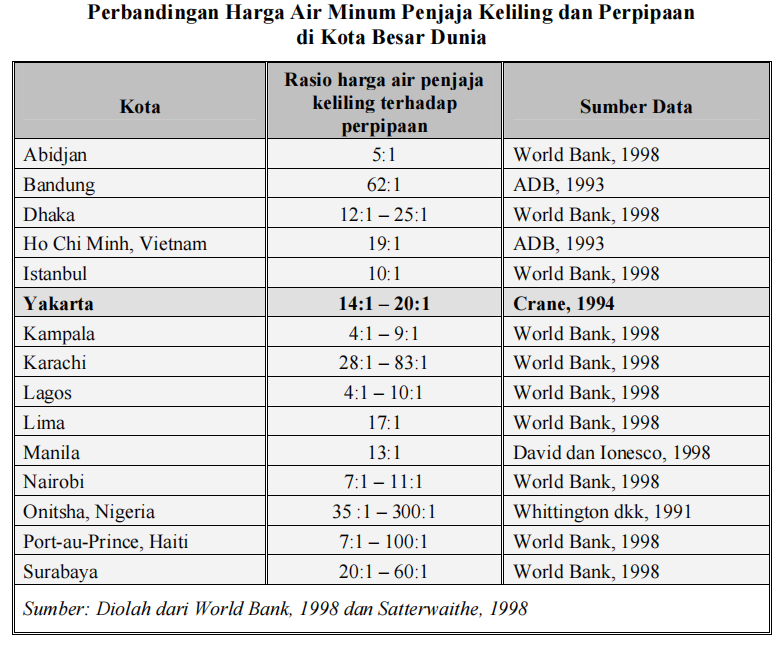 Perbandingan Harga Air Minum Penjaja Keliling dan Perpipaan
di Kota Besar Dunia
Kota
Rasio harga air penjaja
keliling terhadap
perpipaan
Sumber Data
Abidjan 5:1 World Bank, 1998
Bandung 62:1 ADB, 1993
Dhaka 12:1 – 25:1 World Bank, 1998
Ho Chi Minh, Vietnam 19:1 ADB, 1993
Istanbul 10:1 World Bank, 1998
Yakarta 14:1 – 20:1 Crane, 1994
Kampala 4:1 – 9:1 World Bank, 1998
Karachi 28:1 – 83:1 World Bank, 1998
Lagos 4:1 – 10:1 World Bank, 1998
Lima 17:1 World Bank, 1998
Manila 13:1 David dan Ionesco, 1998
Nairobi 7:1 – 11:1 World Bank, 1998
Onitsha, Nigeria 35 :1 – 300:1 Whittington dkk, 1991
Port-au-Prince, Haiti 7:1 – 100:1 World Bank, 1998
Surabaya 20:1 – 60:1 World Bank, 1998
Sumber: Diolah dari World Bank, 1998 dan Satterwaithe, 1998